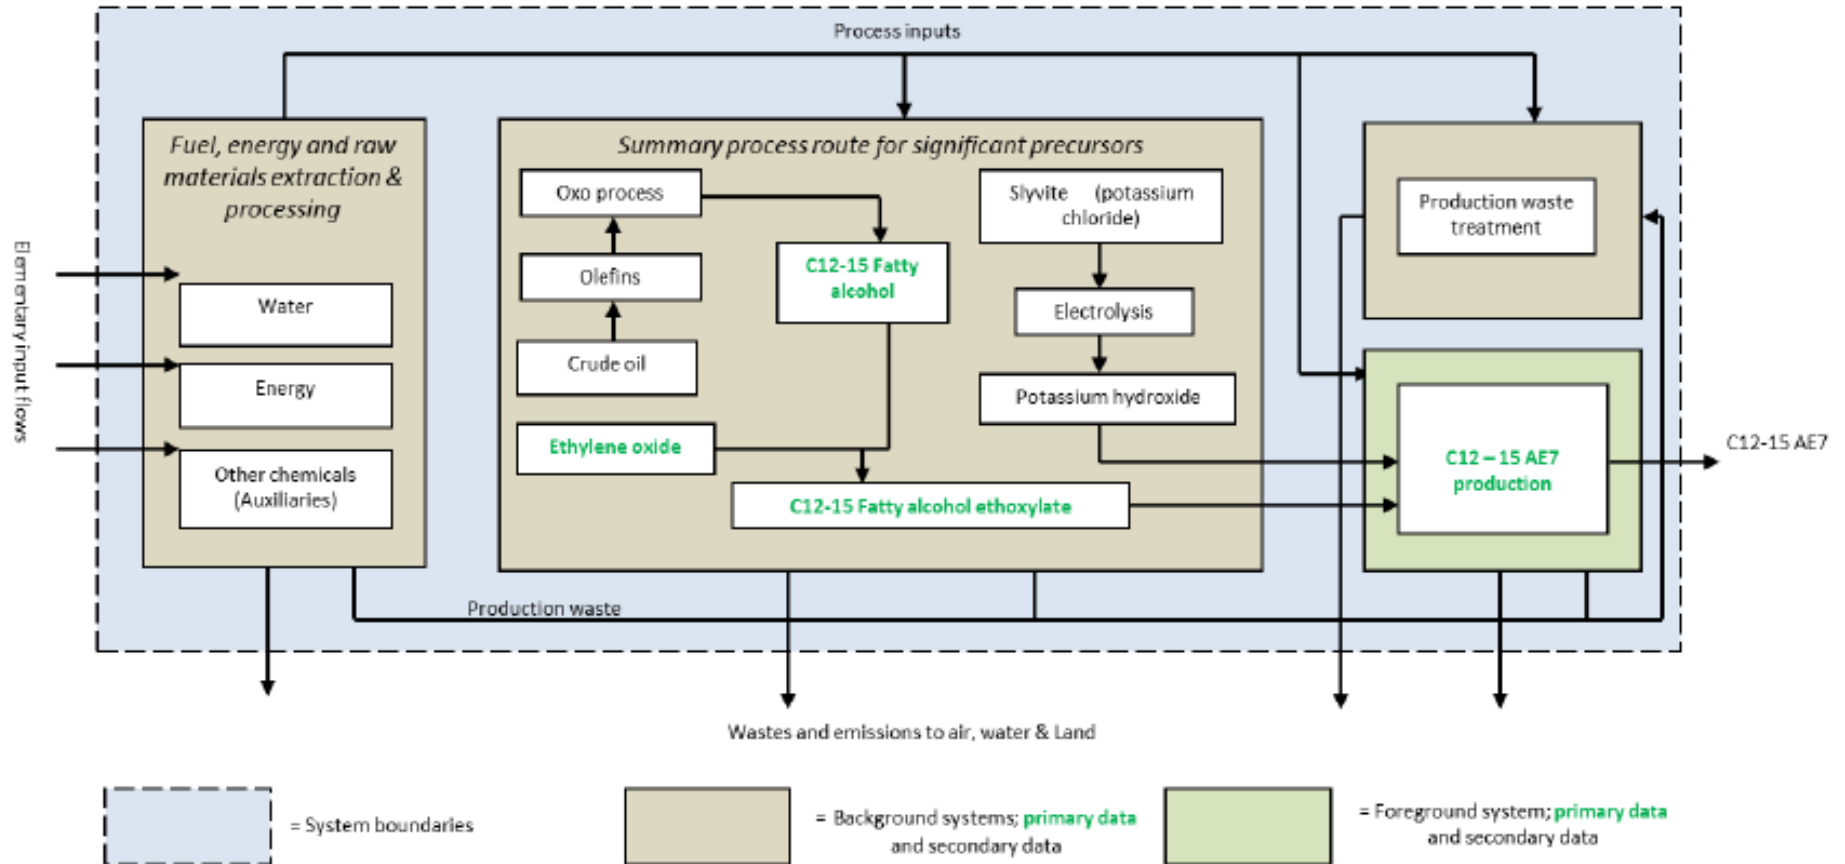 Process inputs
Fuel, energy and raw
materials extraction &
processing
Summary process route for significant precursors
Oxo process
Slyvite (potassium
chloride)
Production waste
treatment
Elementary input flows
C12-15 Fatty
alcohol
Olefins
Water
Electrolysis
Crude oil
Energy
Potassium hydroxide
Ethylene oxide
C12 – 15 AE7
production
C12-15 AE7
Other chemicals
(Auxiliaries)
C12-15 Fatty alcohol ethoxylate
Production waste
Wastes and emissions to air, water & Land
= System boundaries
= Background systems; primary data
and secondary data
= Foreground system; primary data
and secondary data